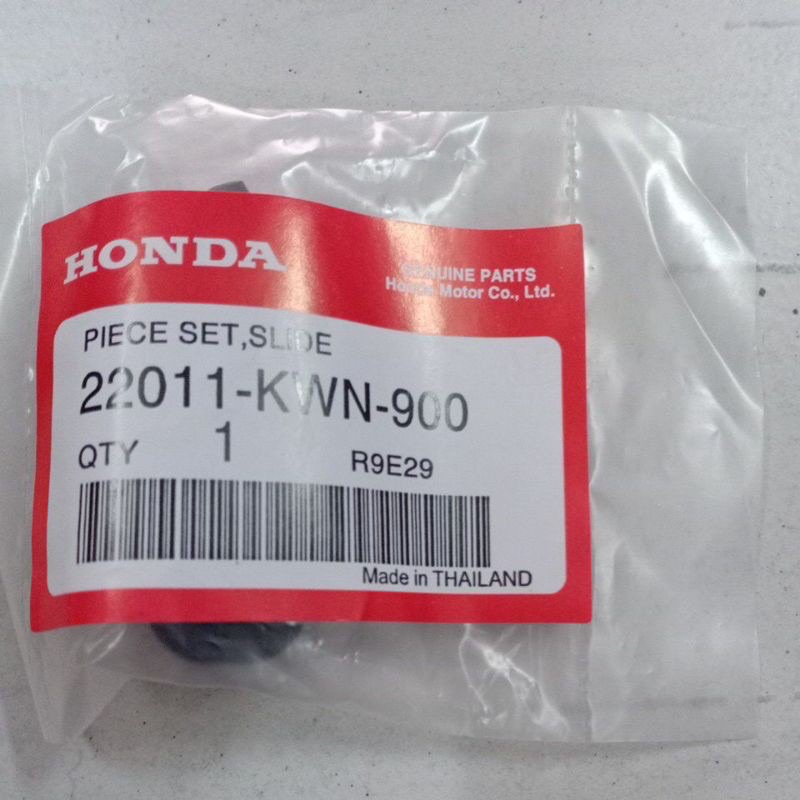 HONDA
GENUINE PARTS
Honda Motor Co., Ltd.
PIECE SET,SLIDE
22011-KWN-900
QTY 1 R9E29
Made in THAILAND